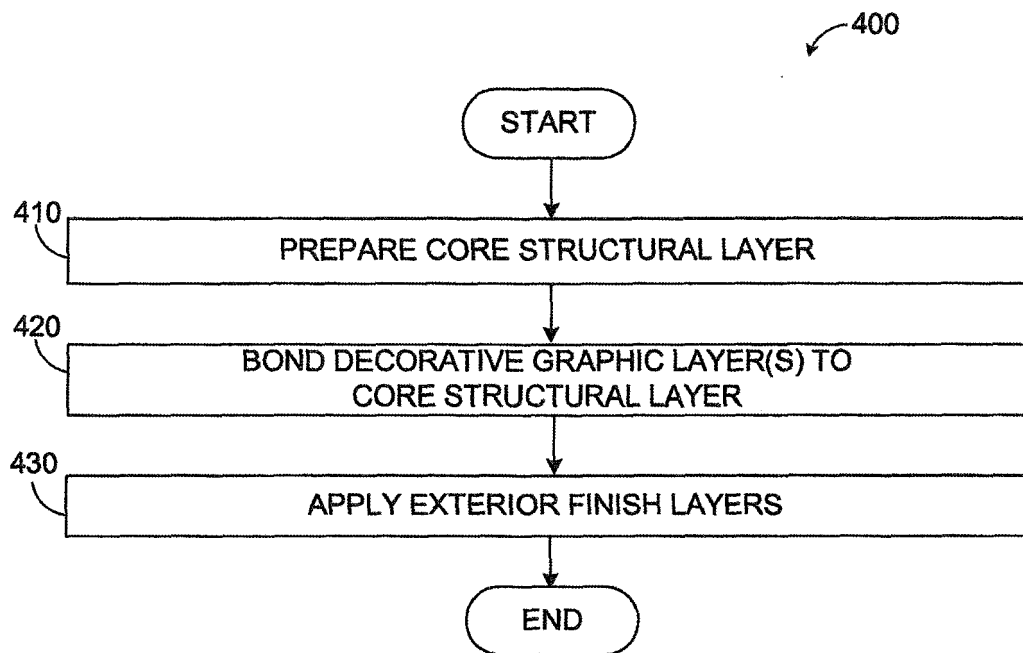 400
START
410
PREPARE CORE STRUCTURAL LAYER
420
BOND DECORATIVE GRAPHIC LAYER(S) TO
CORE STRUCTURAL LAYER
430
APPLY EXTERIOR FINISH LAYERS
END